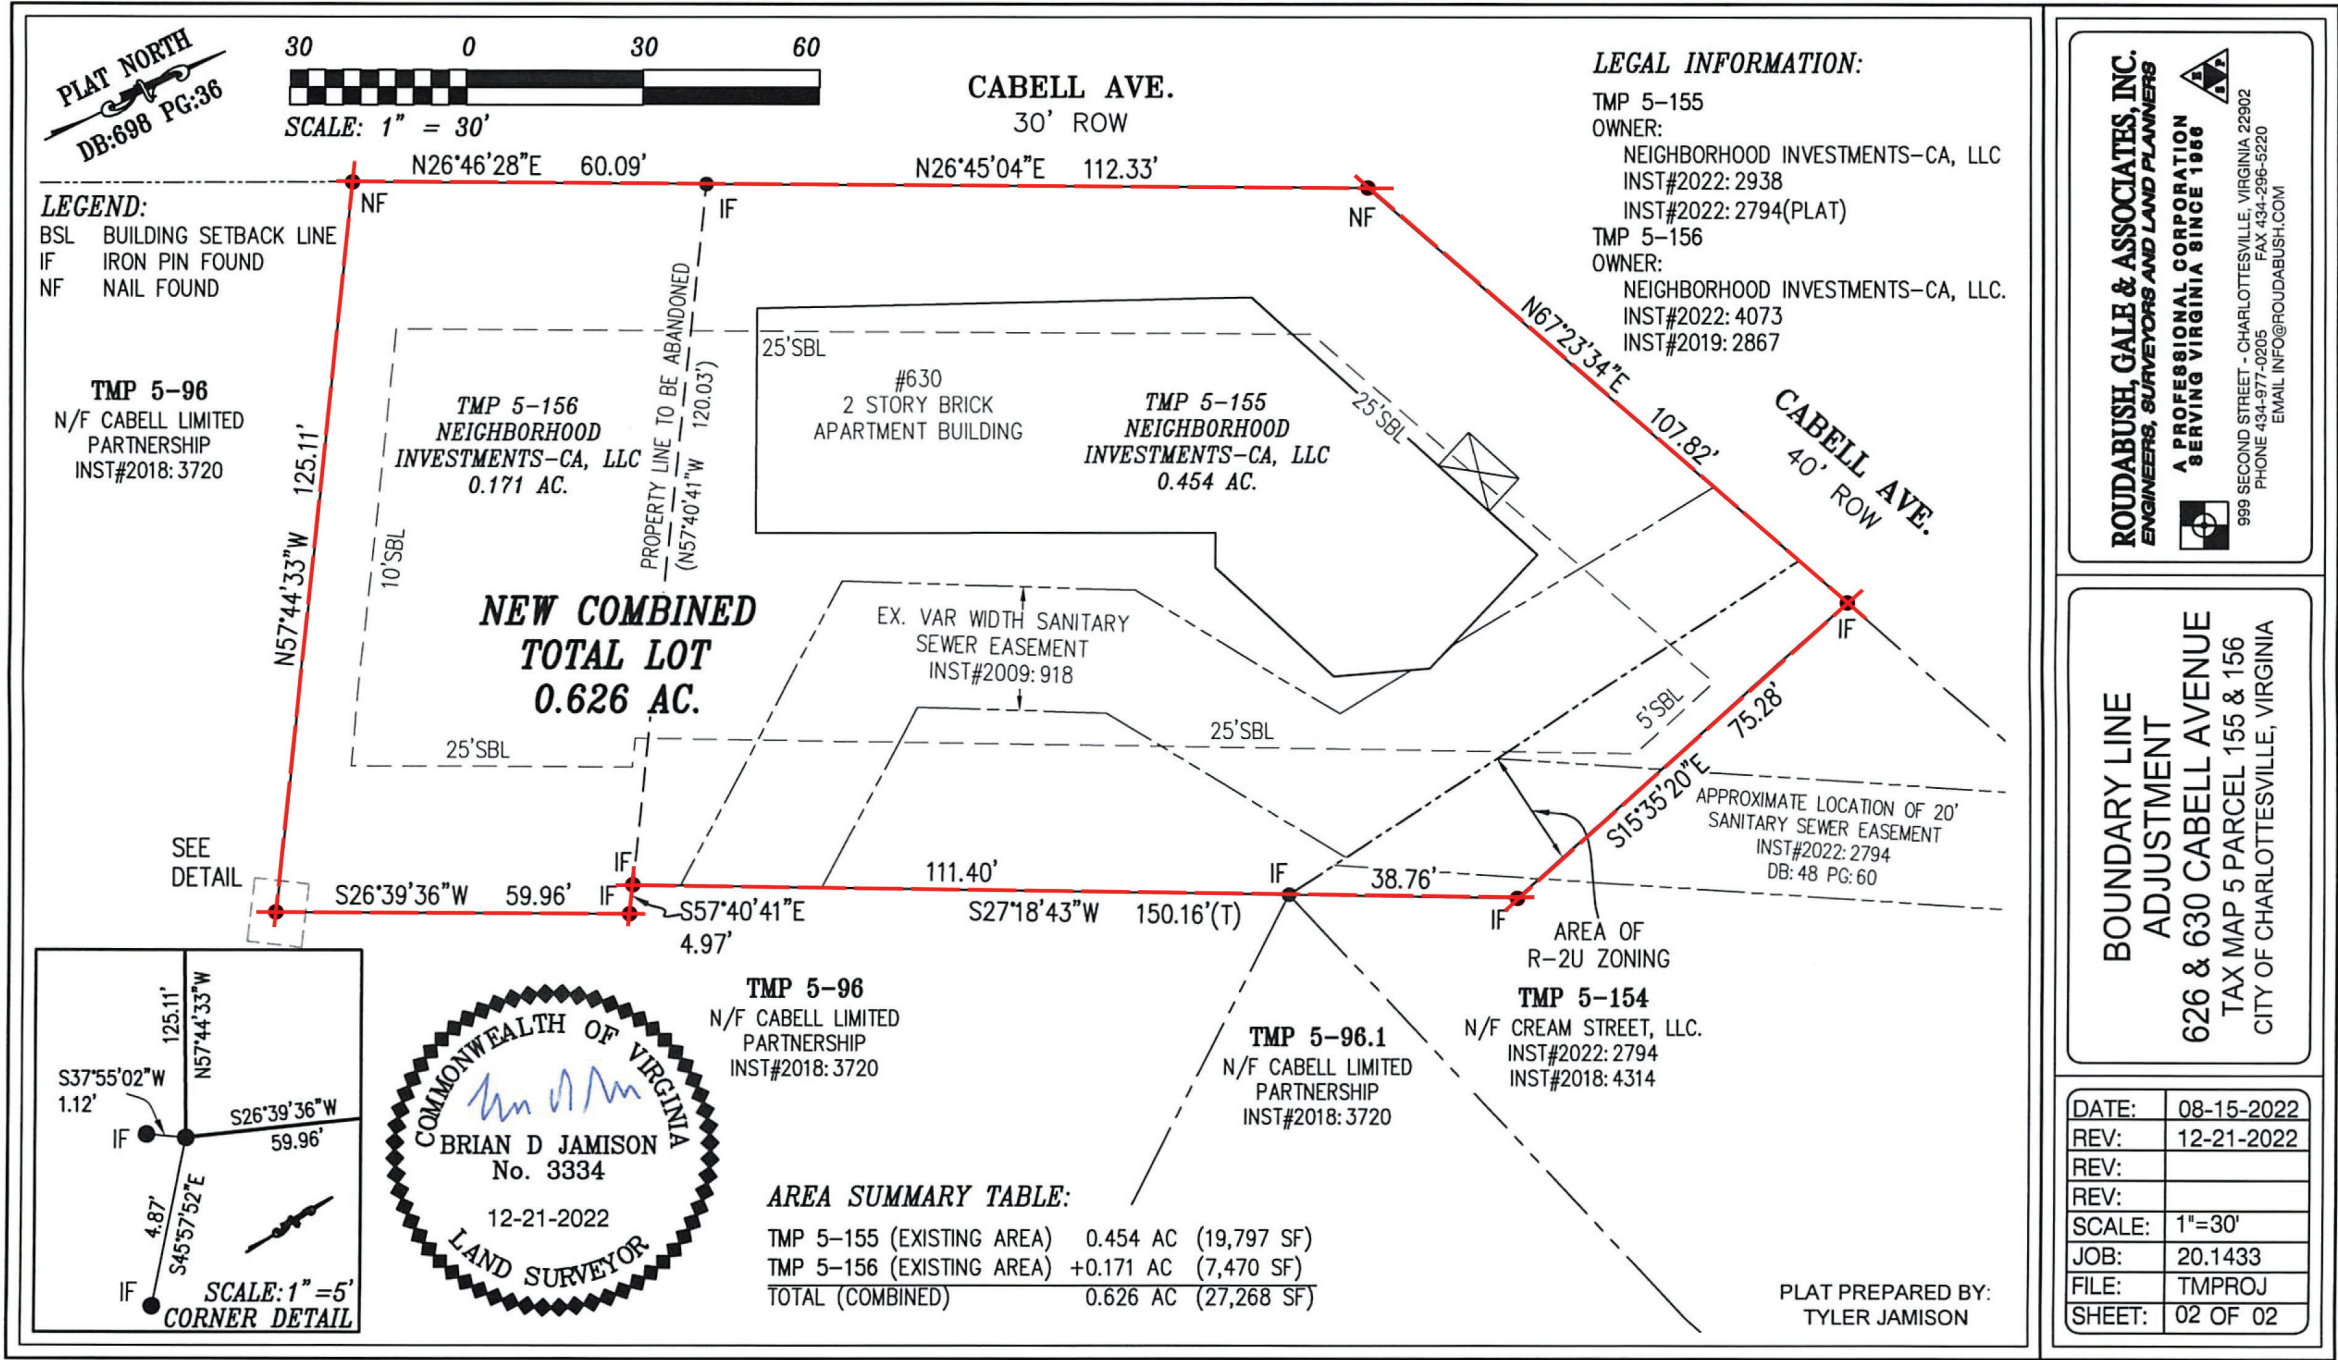 PLAT NORTH
DB:698 PG:36
30 0 30 60
SCALE: 1" = 30'
CABELL AVE.
30' ROW
N26°46'28"E 60.09'
N26°45'04"E 112.33'
NF
IF
NF
LEGEND:
BSL BUILDING SETBACK LINE
IF IRON PIN FOUND
NF NAIL FOUND
LEGAL INFORMATION:
TMP 5-155
OWNER:
NEIGHBORHOOD INVESTMENTS-CA, LLC
INST#2022:2938
INST#2022:2794(PLAT)
TMP 5-156
OWNER:
NEIGHBORHOOD INVESTMENTS-CA, LLC.
INST#2022:4073
INST#2019:2867
TMP 5-96
N/F CABELL LIMITED
PARTNERSHIP
INST#2018:3720
N57°44'33"W 125.11'
TMP 5-156
NEIGHBORHOOD
INVESTMENTS-CA, LLC
0.171 AC.
10'SBL
PROPERTY LINE TO BE ABANDONED
(N57°40'41"W 120.03')
25'SBL
#630
2 STORY BRICK
APARTMENT BUILDING
TMP 5-155
NEIGHBORHOOD
INVESTMENTS-CA, LLC
0.454 AC.
25'SBL
N67°23'34"E 107.82'
CABELL AVE.
40' ROW
IF
NEW COMBINED
TOTAL LOT
0.626 AC.
EX. VAR WIDTH SANITARY
SEWER EASEMENT
INST#2009:918
25'SBL
25'SBL
5'SBL
S15°35'20"E 75.28'
APPROXIMATE LOCATION OF 20'
SANITARY SEWER EASEMENT
INST#2022:2794
DB:48 PG:60
SEE
DETAIL
S26°39'36"W 59.96'
IF
IF
S57°40'41"E
4.97'
111.40'
S27°18'43"W 150.16'(T)
IF
38.76'
IF
AREA OF
R-2U ZONING
TMP 5-96
N/F CABELL LIMITED
PARTNERSHIP
INST#2018:3720
TMP 5-96.1
N/F CABELL LIMITED
PARTNERSHIP
INST#2018:3720
TMP 5-154
N/F CREAM STREET, LLC.
INST#2022:2794
INST#2018:4314
125.11'
N57°44'33"W
S37°55'02"W
1.12'
IF
S26°39'36"W
59.96'
4.87'
S45°57'52"E
IF
SCALE:1"=5'
CORNER DETAIL
COMMONWEALTH OF VIRGINIA
BRIAN D JAMISON
No. 3334
12-21-2022
LAND SURVEYOR
AREA SUMMARY TABLE:
TMP 5-155 (EXISTING AREA) 0.454 AC (19,797 SF)
TMP 5-156 (EXISTING AREA) +0.171 AC (7,470 SF)
TOTAL (COMBINED) 0.626 AC (27,268 SF)
PLAT PREPARED BY:
TYLER JAMISON
ROUDABUSH, GALE & ASSOCIATES, INC.
ENGINEERS, SURVEYORS AND LAND PLANNERS
A PROFESSIONAL CORPORATION
SERVING VIRGINIA SINCE 1956
999 SECOND STREET - CHARLOTTESVILLE, VIRGINIA 22902
PHONE 434-977-0205 FAX 434-296-5220
EMAIL INFO@ROUDABUSH.COM
BOUNDARY LINE
ADJUSTMENT
626 & 630 CABELL AVENUE
TAX MAP 5 PARCEL 155 & 156
CITY OF CHARLOTTESVILLE, VIRGINIA
DATE: 08-15-2022
REV: 12-21-2022
REV:
REV:
SCALE: 1"=30'
JOB: 20.1433
FILE: TMPROJ
SHEET: 02 OF 02